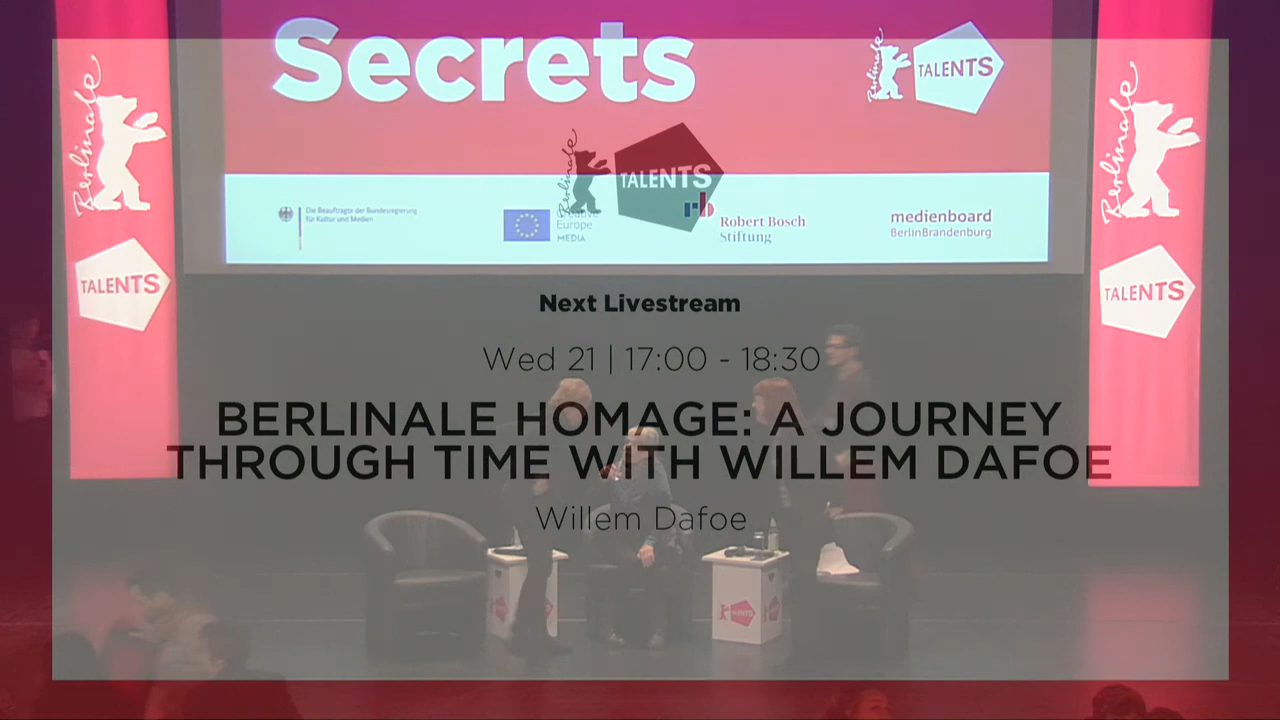 Secrets
Berlinale
TALENTS
Berlinale
TALENTS
Berlinale
TALENTS
Berlinale
TALENTS
Die Beauftragte der Bundesregierung
für Kultur und Medien
Creative
Europe
MEDIA
Robert Bosch
Stiftung
medienboard
BerlinBrandenburg
TALENTS
Next Livestream
Wed 21 | 17:00 - 18:30
BERLINALE HOMAGE: A JOURNEY
THROUGH TIME WITH WILLEM DAFOE
Willem Dafoe
TALENTS